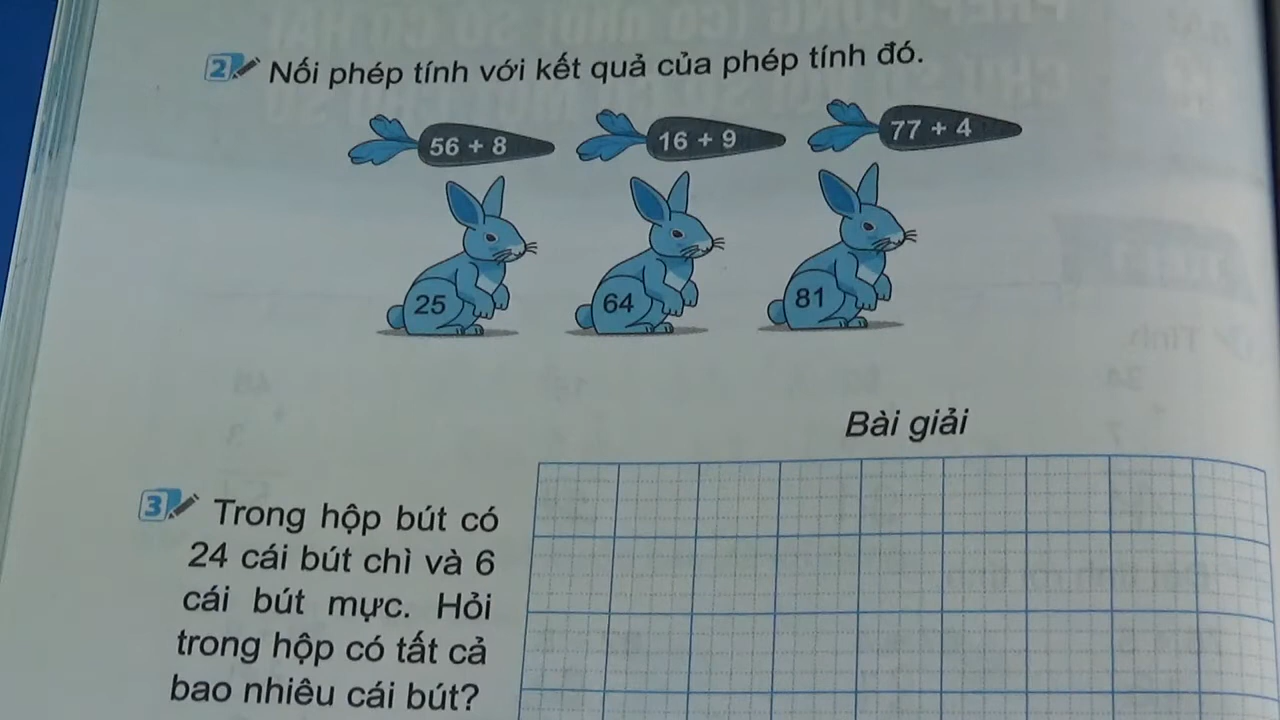 2 Nối phép tính với kết quả của phép tính đó.
56 + 8 16 + 9 77 + 4
25 64 81
Bài giải
3 Trong hộp bút có
24 cái bút chì và 6
cái bút mực. Hỏi
trong hộp có tất cả
bao nhiêu cái bút?